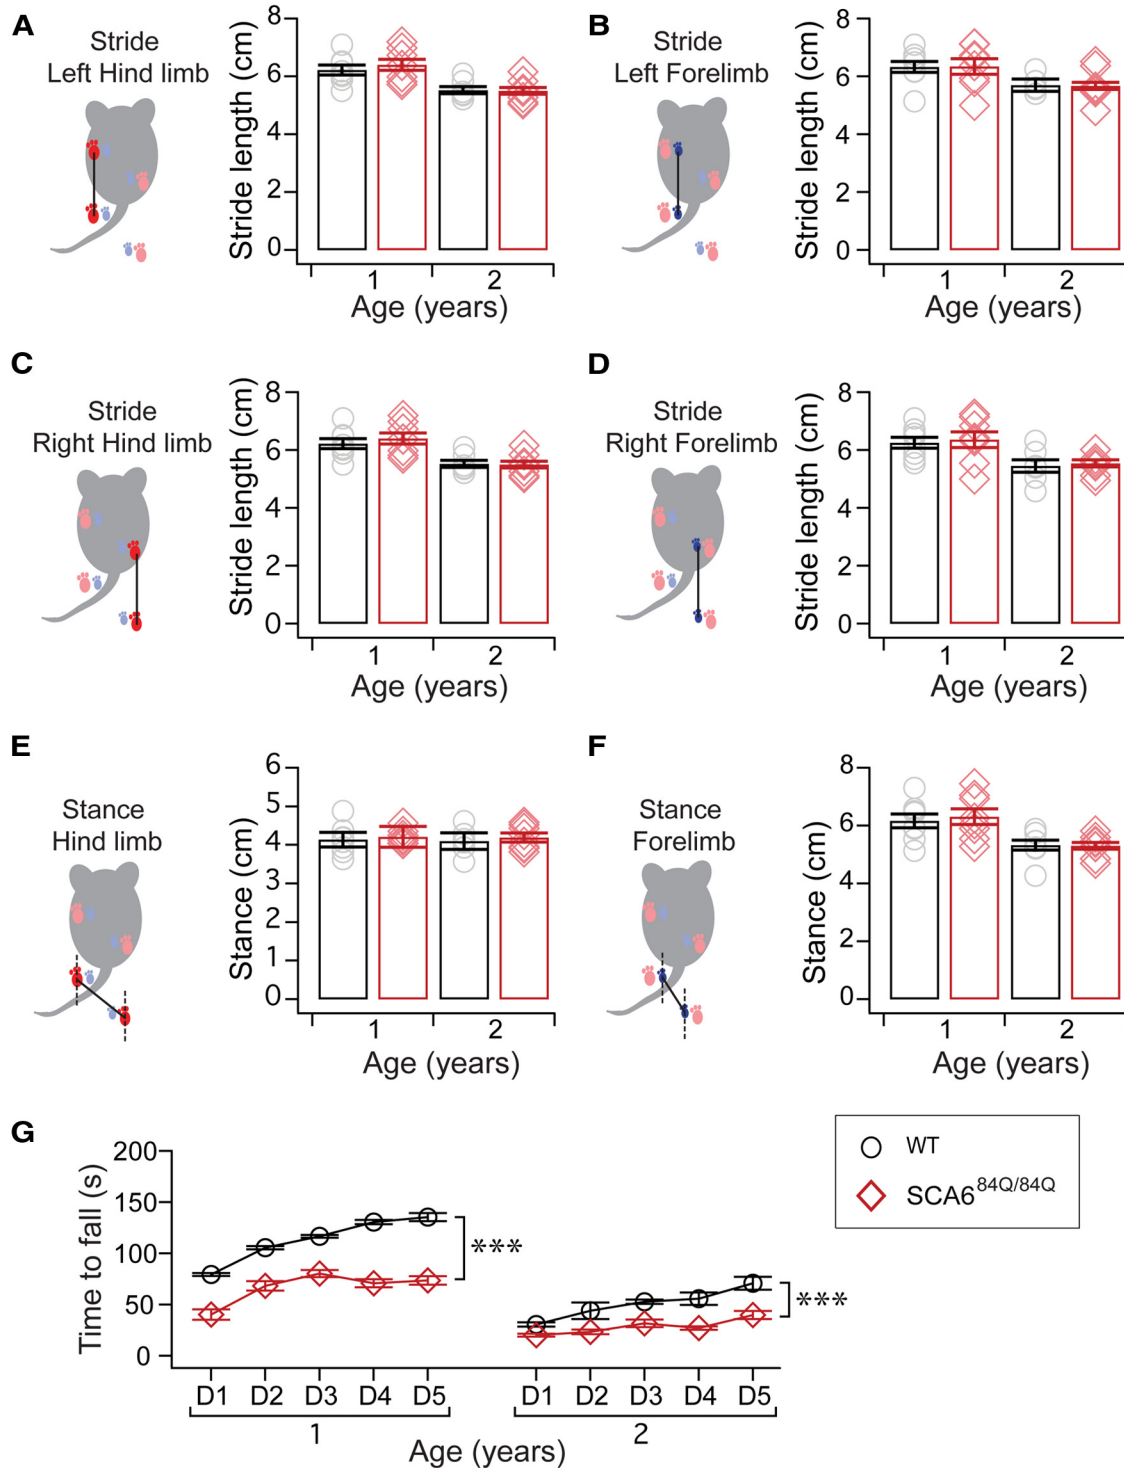 A
Stride
Left Hind limb
Stride length (cm)
8
6
4
2
0
1
2
Age (years)
B
Stride
Left Forelimb
Stride length (cm)
8
6
4
2
0
1
2
Age (years)
C
Stride
Right Hind limb
Stride length (cm)
8
6
4
2
0
1
2
Age (years)
D
Stride
Right Forelimb
Stride length (cm)
8
6
4
2
0
1
2
Age (years)
E
Stance
Hind limb
Stance (cm)
6
5
4
3
2
1
0
1
2
Age (years)
F
Stance
Forelimb
Stance (cm)
8
6
4
2
0
1
2
Age (years)
G
Time to fall (s)
200
150
100
50
0
***
***
D1 D2 D3 D4 D5
D1 D2 D3 D4 D5
1
2
Age (years)
WT
SCA6 84Q/84Q